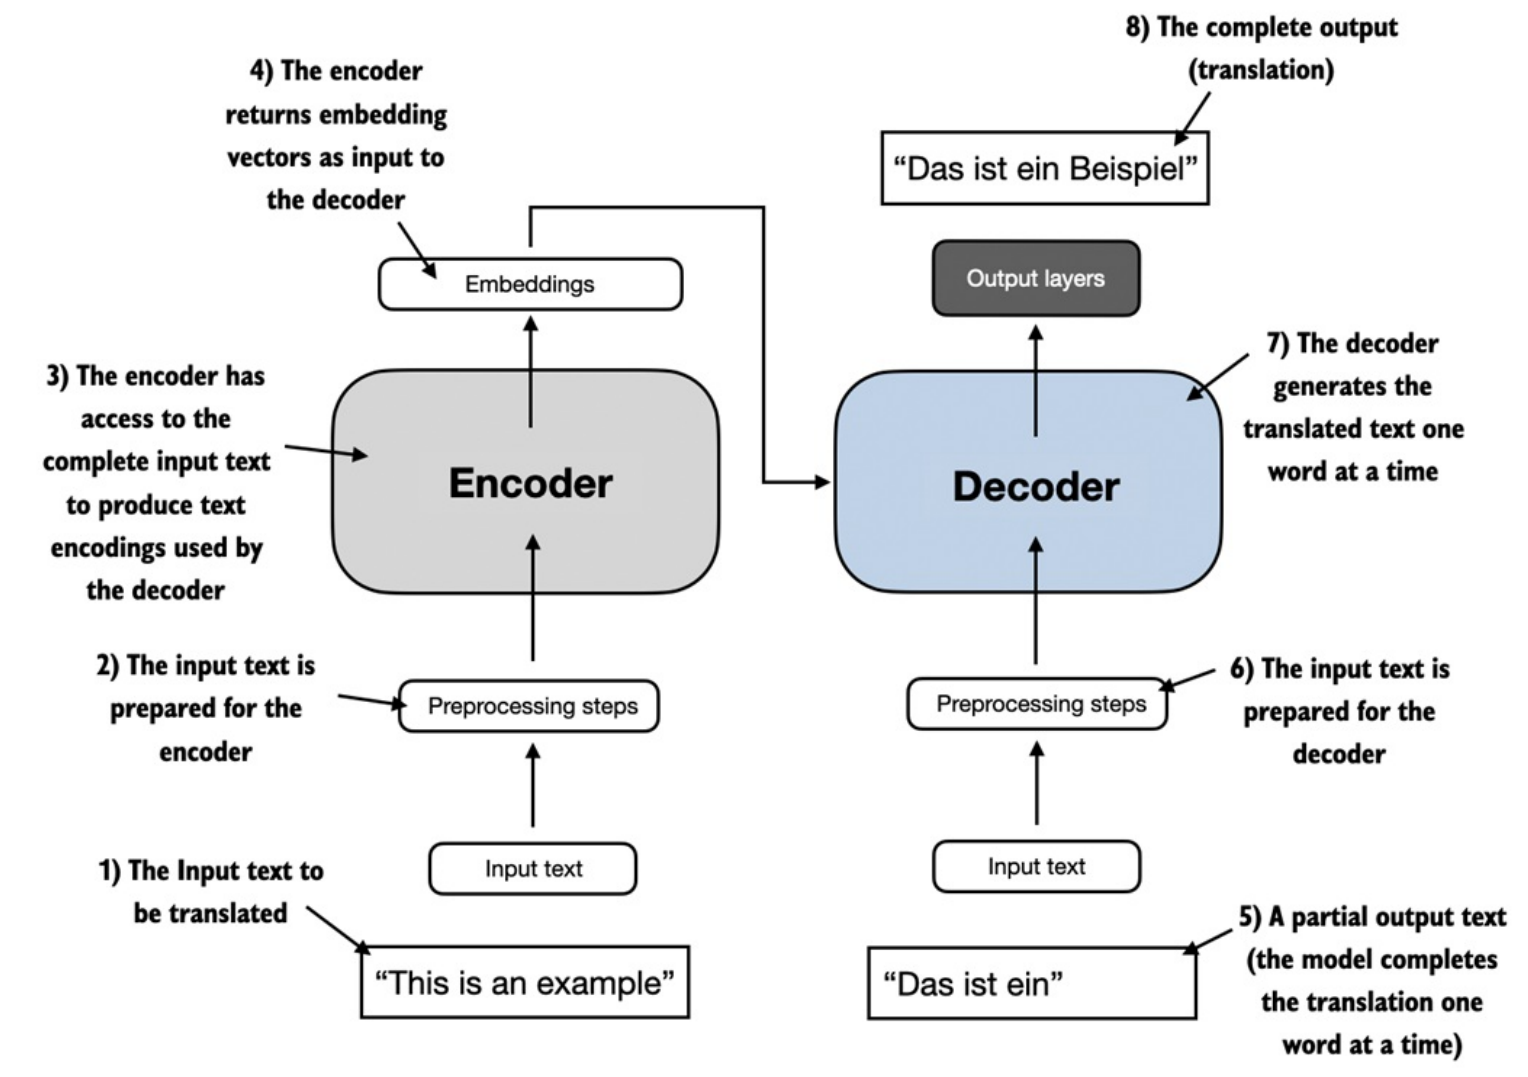 8) The complete output
(translation)
4) The encoder
returns embedding
vectors as input to
the decoder
“Das ist ein Beispiel”
Embeddings
Output layers
3) The encoder has
access to the
complete input text
to produce text
encodings used by
the decoder
Encoder
Decoder
7) The decoder
generates the
translated text one
word at a time
2) The input text is
prepared for the
encoder
Preprocessing steps
Preprocessing steps
6) The input text is
prepared for the
decoder
1) The Input text to
be translated
Input text
Input text
“This is an example”
“Das ist ein”
5) A partial output text
(the model completes
the translation one
word at a time)